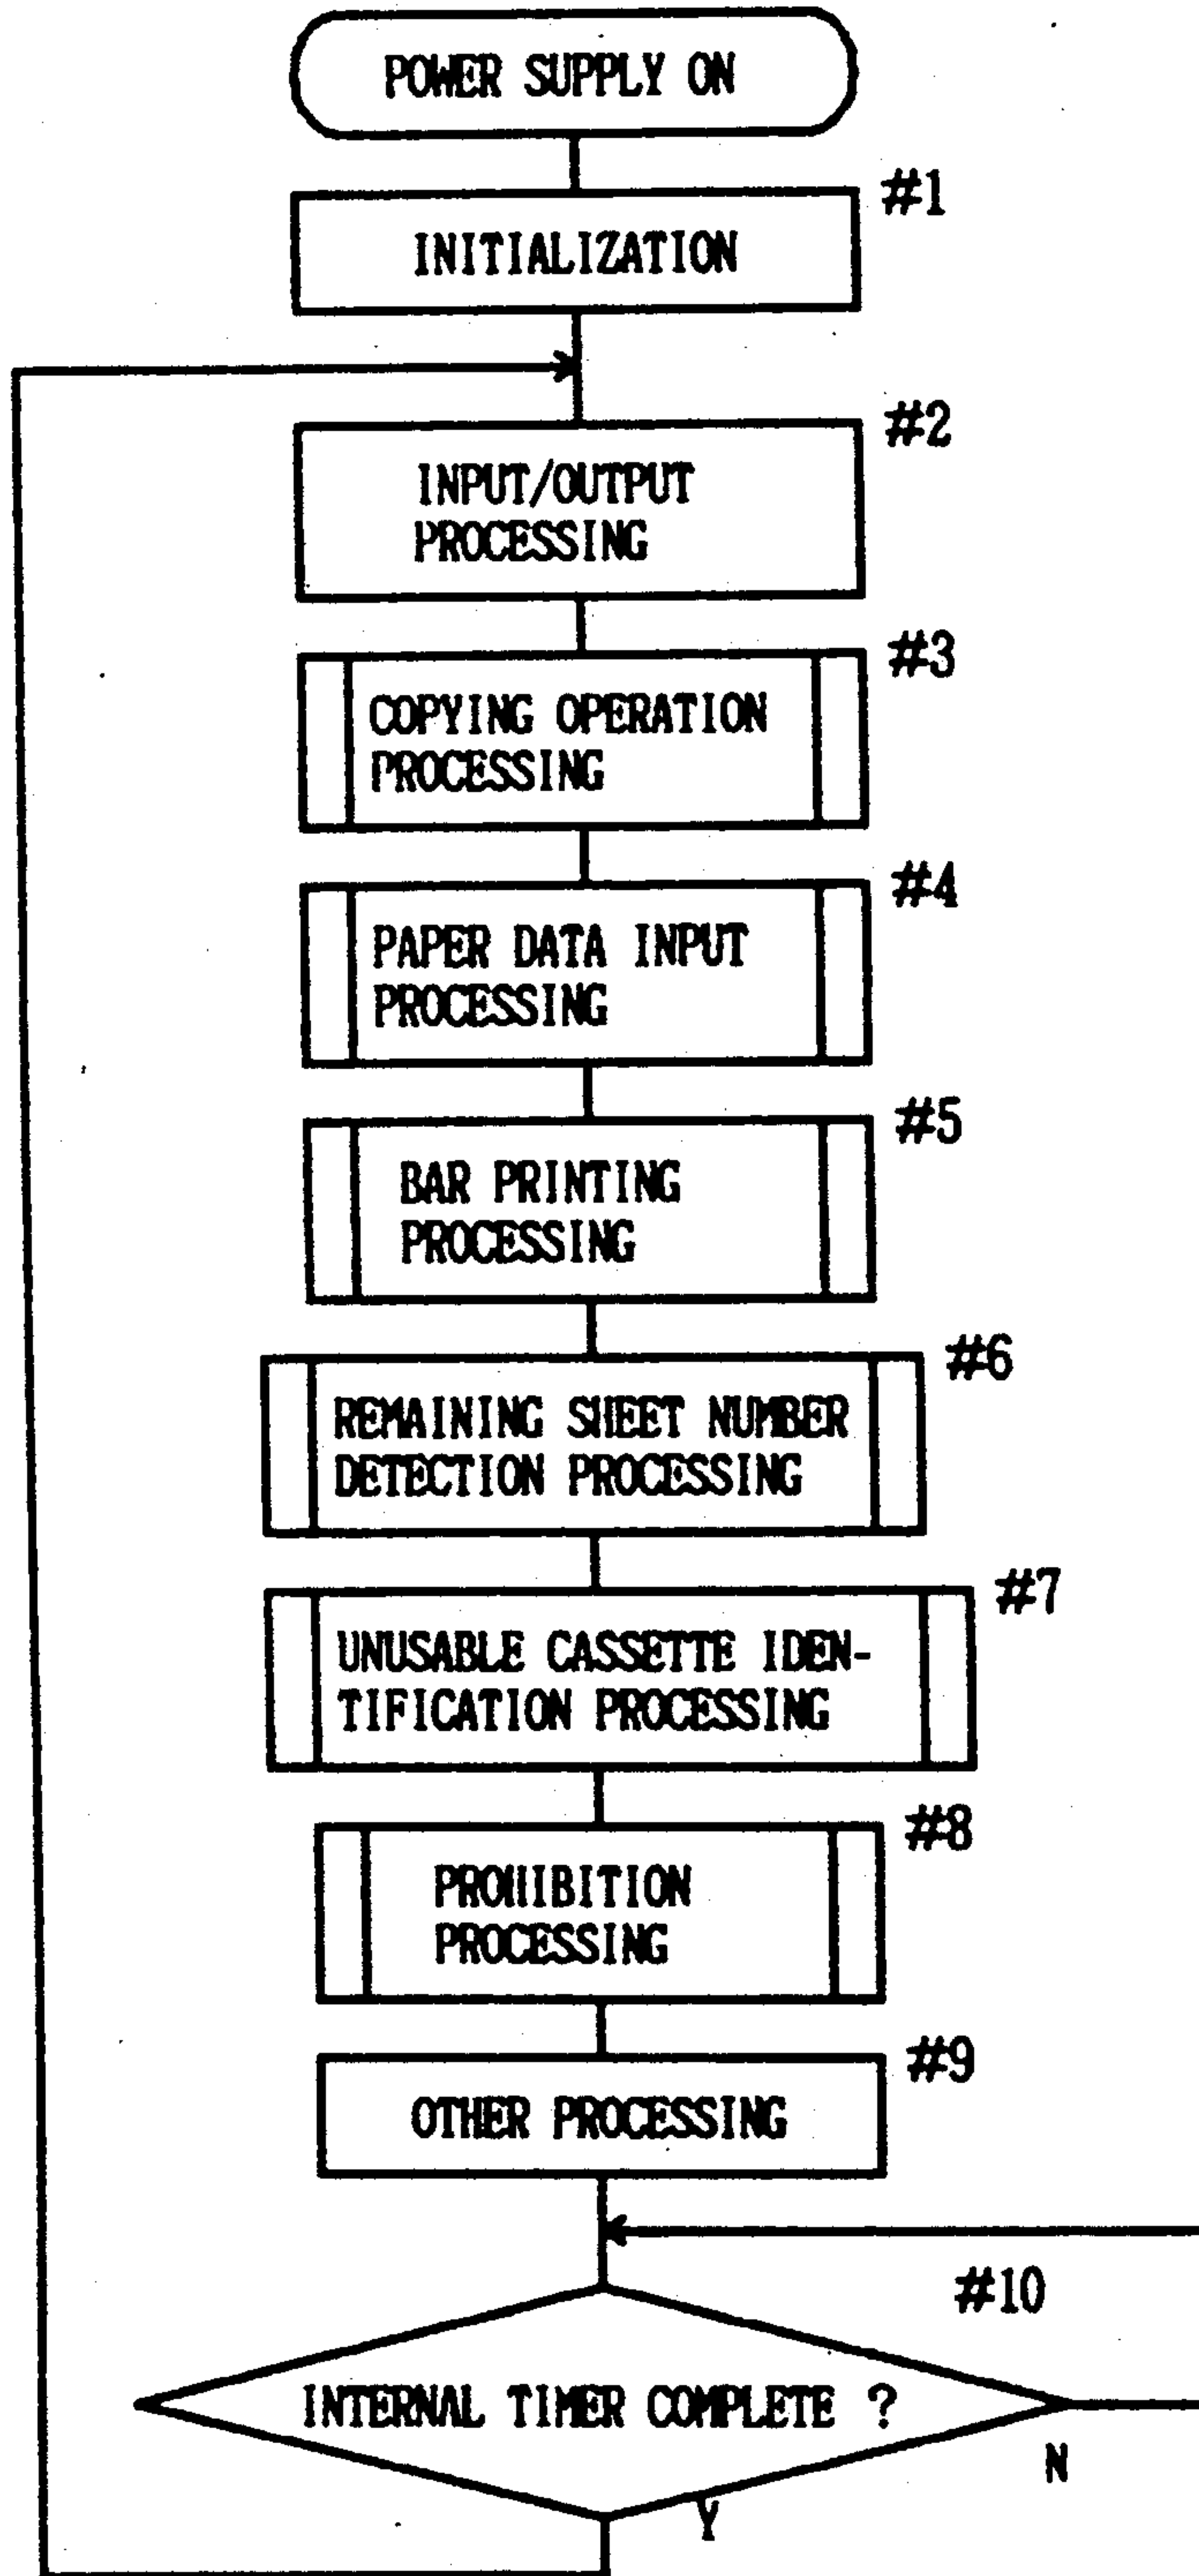 POWER SUPPLY ON
#1
INITIALIZATION
#2
INPUT/OUTPUT
PROCESSING
#3
COPYING OPERATION
PROCESSING
#4
PAPER DATA INPUT
PROCESSING
#5
BAR PRINTING
PROCESSING
#6
REMAINING SHEET NUMBER
DETECTION PROCESSING
#7
UNUSABLE CASSETTE IDEN-
TIFICATION PROCESSING
#8
PROHIBITION
PROCESSING
#9
OTHER PROCESSING
#10
INTERNAL TIMER COMPLETE ?
N
Y